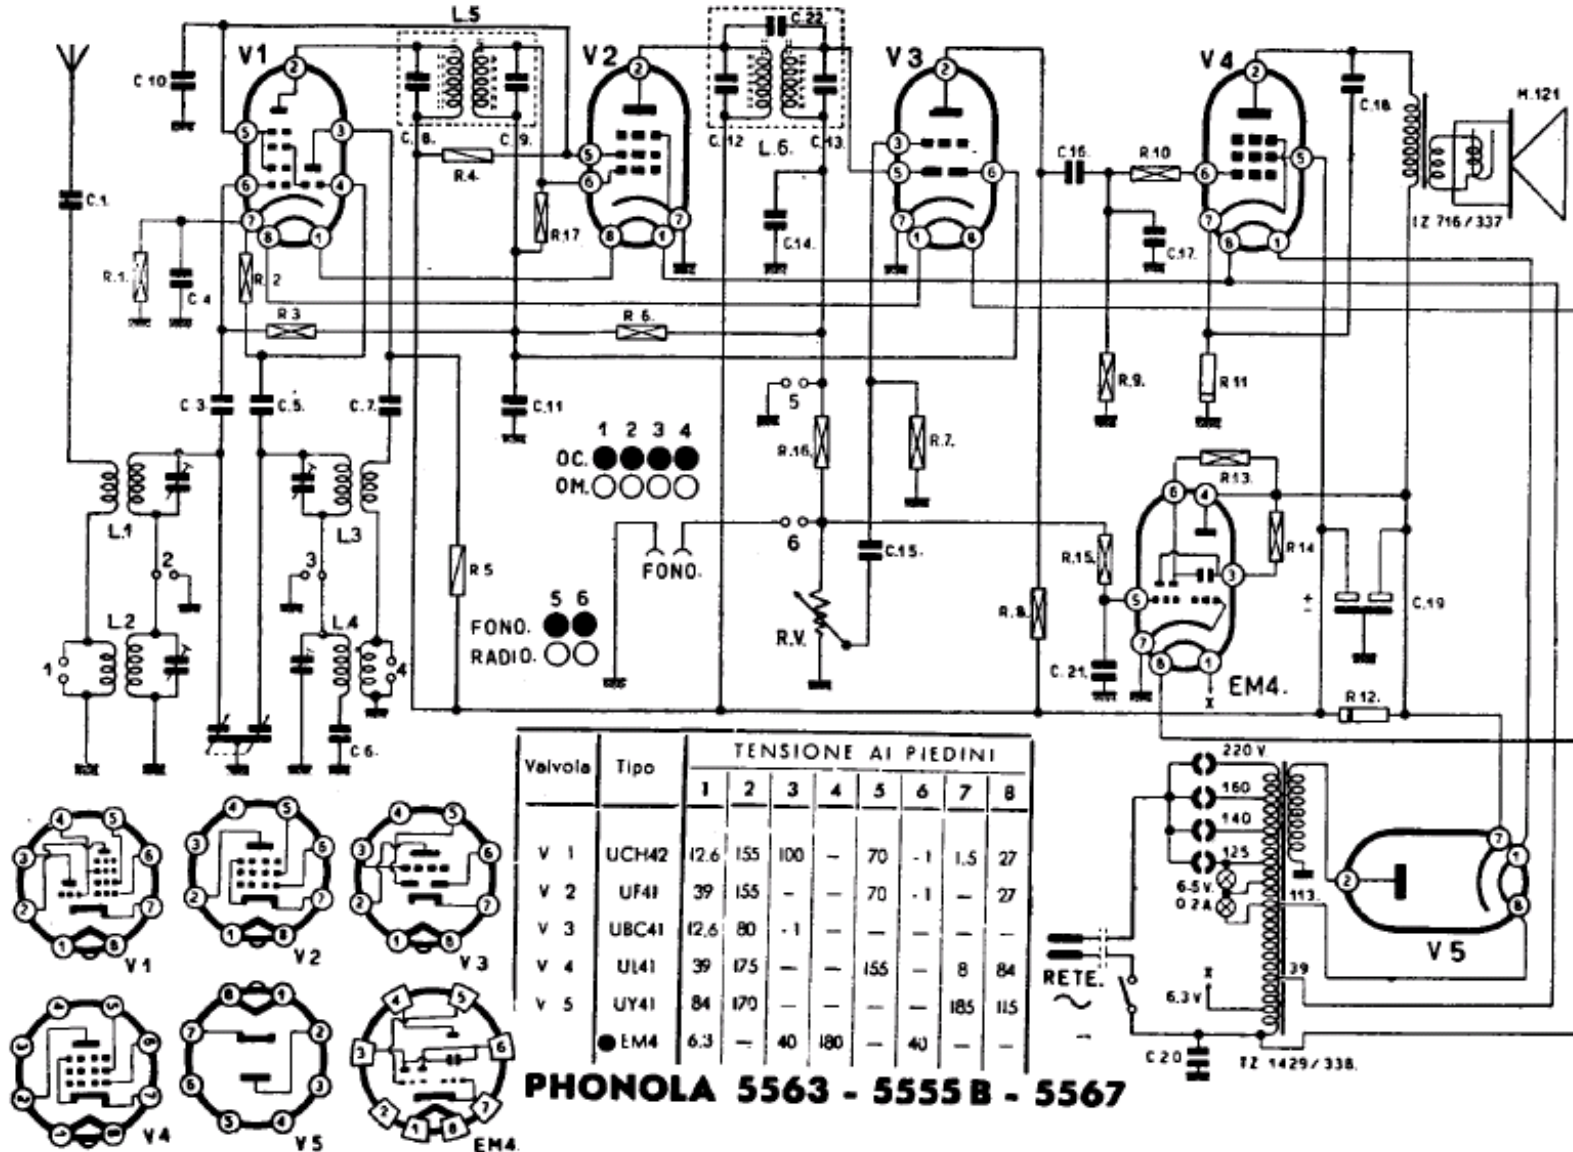 L.5
C.22.
V1
V2
V3
V4
C 10
C.18.
M.121
C.8.
C.9.
C.12
L.6.
C.13.
R.4.
C.16.
R.10
C.1.
R.17
C.14.
C.17.
TZ 716/337
R.1.
C 4
R. 2
R 3
R 6.
R.9.
R 11
C 3.
C.5.
C.7.
C.11
5
R.16.
R.7.
1 2 3 4
OC.
OM.
R.13.
L.1
L.3
2
3
R 5
FONO.
6
C.15.
R.15.
R.14
R.8.
C.19
+
-
L.2
L.4
1
4
5 6
FONO.
RADIO.
R.V.
C.21.
EM4.
x
R 12.
C 6.
TENSIONE AI PIEDINI
Valvola Tipo 1 2 3 4 5 6 7 8
V 1 UCH42 12.6 155 100 — 70 -1 1.5 27
V 2 UF41 39 155 — — 70 -1 — 27
V 3 UBC41 12,6 80 -1 — — — — —
V 4 UL41 39 175 — — 155 — 8 84
V 5 UY41 84 170 — — — — 185 115
EM4 6.3 — 40 180 — 40 — —
220 V.
160
140
125
6.5 V.
0.2A
113.
39
x
6.3 V
RETE.
~
C 20
TZ 1429/338.
V 5
V1
V2
V3
V4
V5
EM4.
PHONOLA 5563 - 5555 B - 5567